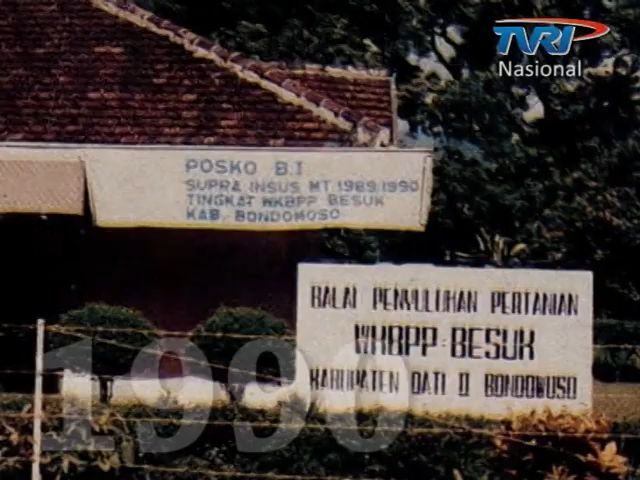 TVRI
Nasional
POSKO B.I
SUPRA INSUS MT 1989/1990
TINGKAT WKBPP BESUK
KAB. BONDOWOSO
BALAI PENYULUHAN PERTANIAN
WKBPP: BESUK
KABUPATEN DATI II BONDOWOSO
1990